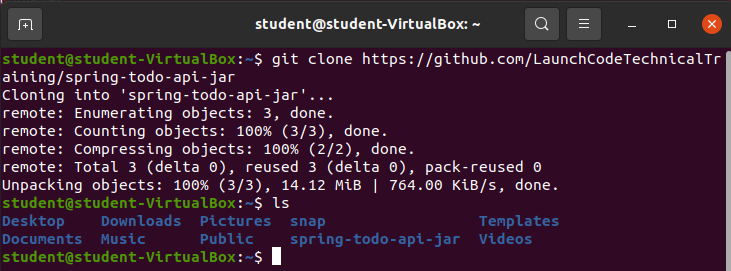 student@student-VirtualBox: ~
student@student-VirtualBox:~$ git clone https://github.com/LaunchCodeTechnicalTr
aining/spring-todo-api-jar
Cloning into 'spring-todo-api-jar'...
remote: Enumerating objects: 3, done.
remote: Counting objects: 100% (3/3), done.
remote: Compressing objects: 100% (2/2), done.
remote: Total 3 (delta 0), reused 3 (delta 0), pack-reused 0
Unpacking objects: 100% (3/3), 14.12 MiB | 764.00 KiB/s, done.
student@student-VirtualBox:~$ ls
Desktop    Downloads  Pictures  snap                 Templates
Documents  Music      Public    spring-todo-api-jar  Videos
student@student-VirtualBox:~$